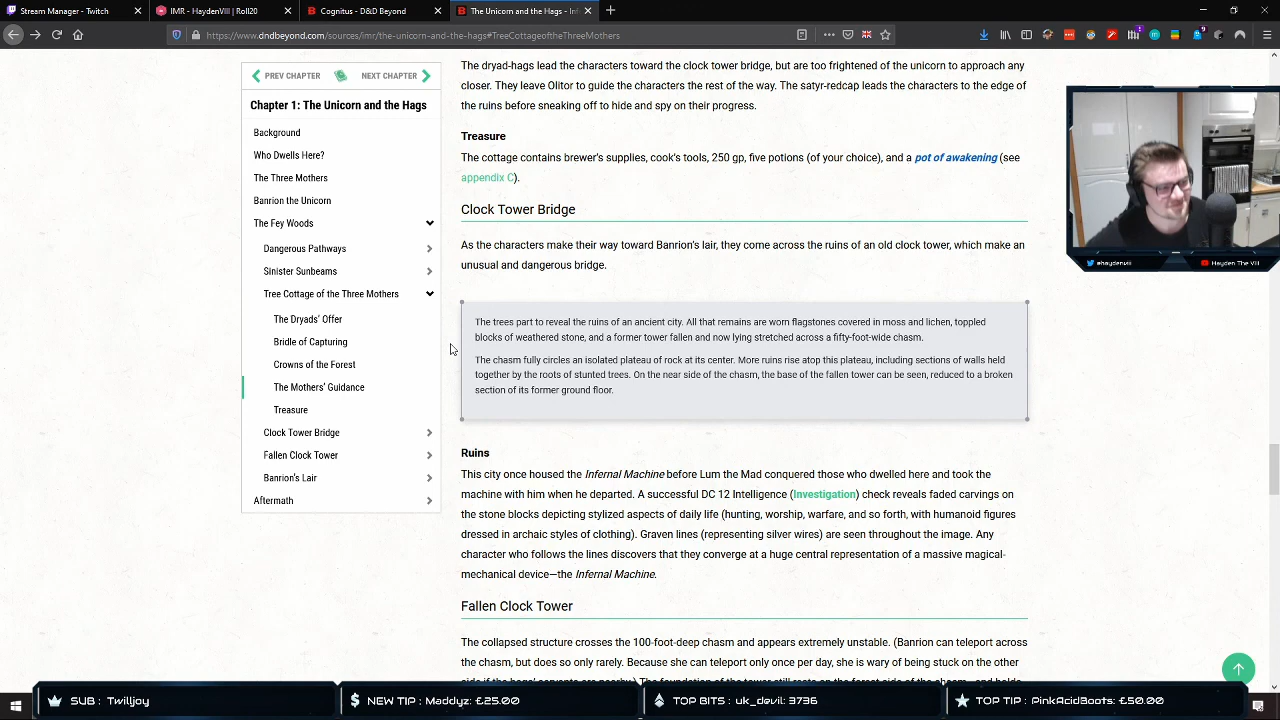 Stream Manager - Twitch
IMR - HaydenVIII | Roll20
Cognitus - D&D Beyond
The Unicorn and the Hags - Inf
https://www.dndbeyond.com/sources/imr/the-unicorn-and-the-hags#TreeCottageoftheThreeMothers
PREV CHAPTER
NEXT CHAPTER
Chapter 1: The Unicorn and the Hags
Background
Who Dwells Here?
The Three Mothers
Banrion the Unicorn
The Fey Woods
Dangerous Pathways
Sinister Sunbeams
Tree Cottage of the Three Mothers
The Dryads' Offer
Bridle of Capturing
Crowns of the Forest
The Mothers' Guidance
Treasure
Clock Tower Bridge
Fallen Clock Tower
Banrion's Lair
Aftermath
The dryad-hags lead the characters toward the clock tower bridge, but are too frightened of the unicorn to approach any
closer. They leave Olitor to guide the characters the rest of the way. The satyr-redcap leads the characters to the edge of
the ruins before sneaking off to hide and spy on their progress.
Treasure
The cottage contains brewer's supplies, cook's tools, 250 gp, five potions (of your choice), and a pot of awakening (see
appendix C).
Clock Tower Bridge
As the characters make their way toward Banrion's lair, they come across the ruins of an old clock tower, which make an
unusual and dangerous bridge.
The trees part to reveal the ruins of an ancient city. All that remains are worn flagstones covered in moss and lichen, toppled
blocks of weathered stone, and a former tower fallen and now lying stretched across a fifty-foot-wide chasm.
The chasm fully circles an isolated plateau of rock at its center. More ruins rise atop this plateau, including sections of walls held
together by the roots of stunted trees. On the near side of the chasm, the base of the fallen tower can be seen, reduced to a broken
section of its former ground floor.
Ruins
This city once housed the Infernal Machine before Lum the Mad conquered those who dwelled here and took the
machine with him when he departed. A successful DC 12 Intelligence (Investigation) check reveals faded carvings on
the stone blocks depicting stylized aspects of daily life (hunting, worship, warfare, and so forth, with humanoid figures
dressed in archaic styles of clothing). Graven lines (representing silver wires) are seen throughout the image. Any
character who follows the lines discovers that they converge at a huge central representation of a massive magical-
mechanical device—the Infernal Machine.
Fallen Clock Tower
The collapsed structure crosses the 100-foot-deep chasm and appears extremely unstable. (Banrion can teleport across
the chasm, but does so only rarely. Because she can teleport only once per day, she is wary of being stuck on the other
ehaydenviii
Hayden The VIII
SUB : Twilljoy
NEW TIP : Maddyz: £25.00
TOP BITS : uk_devil: 3736
TOP TIP : PinkAcidBoots: £50.00